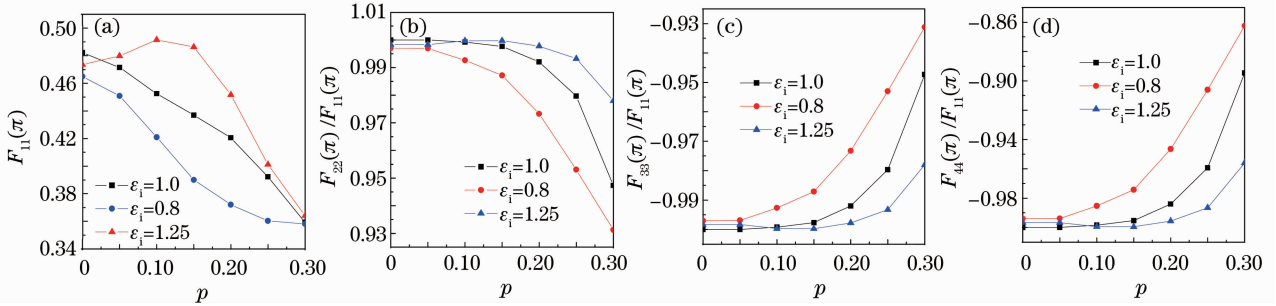 (a)
F₁₁(π)
0.50
0.46
0.42
0.38
0.34
εᵢ=1.0
εᵢ=0.8
εᵢ=1.25
0
0.10
0.20
0.30
p
(b)
F₂₂(π) /F₁₁(π)
1.01
0.99
0.97
0.95
0.93
εᵢ=1.0
εᵢ=0.8
εᵢ=1.25
0
0.10
0.20
0.30
p
(c)
F₃₃(π) /F₁₁(π)
−0.93
−0.95
−0.97
−0.99
εᵢ=1.0
εᵢ=0.8
εᵢ=1.25
0
0.10
0.20
0.30
p
(d)
F₄₄(π) /F₁₁(π)
−0.86
−0.90
−0.94
−0.98
εᵢ=1.0
εᵢ=0.8
εᵢ=1.25
0
0.10
0.20
0.30
p